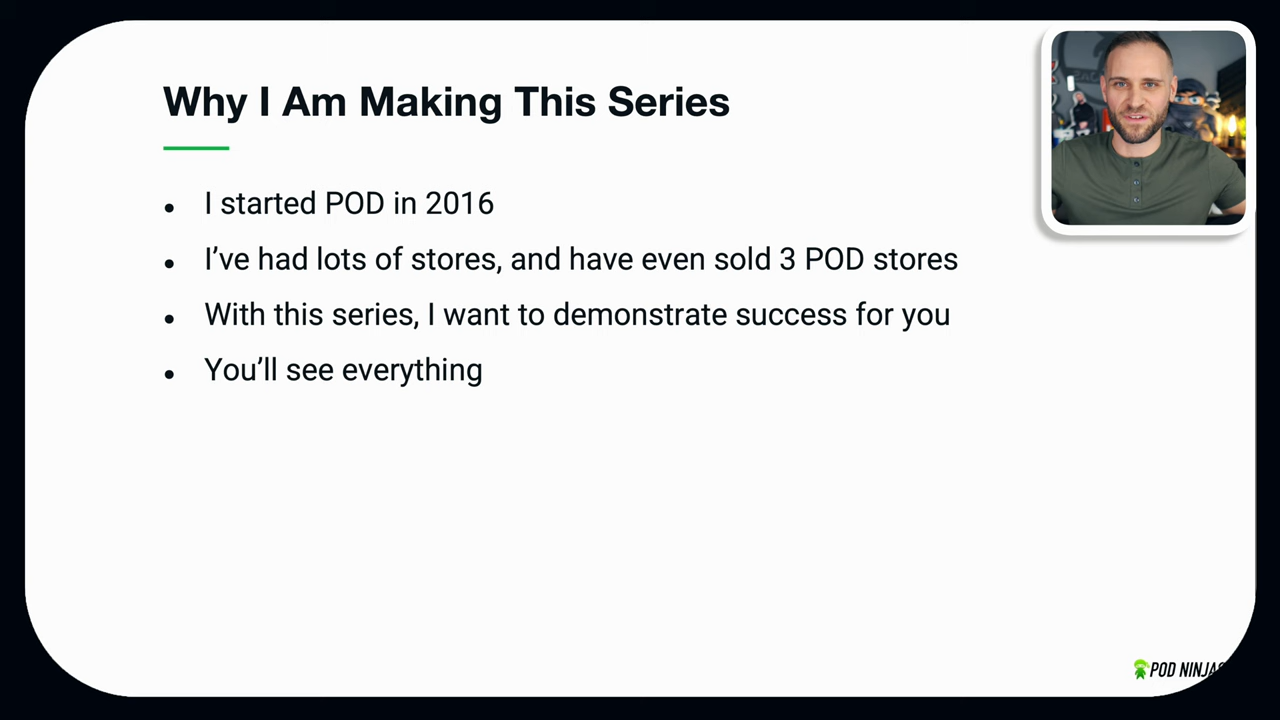 Why I Am Making This Series
• I started POD in 2016
• I’ve had lots of stores, and have even sold 3 POD stores
• With this series, I want to demonstrate success for you
• You’ll see everything
POD NINJAS